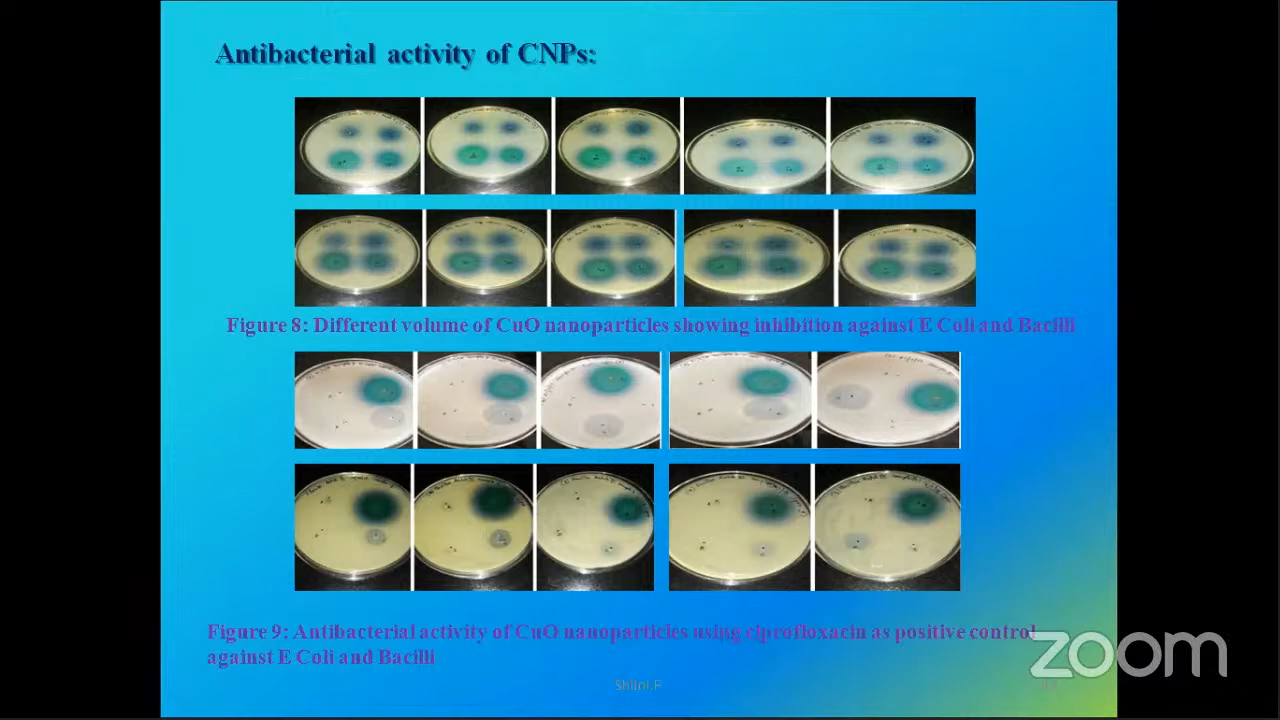 Antibacterial activity of CNPs:
Figure 8: Different volume of CuO nanoparticles showing inhibition against E Coli and Bacilli
Figure 9: Antibacterial activity of CuO nanoparticles using ciprofloxacin as positive control
against E Coli and Bacilli
zoom